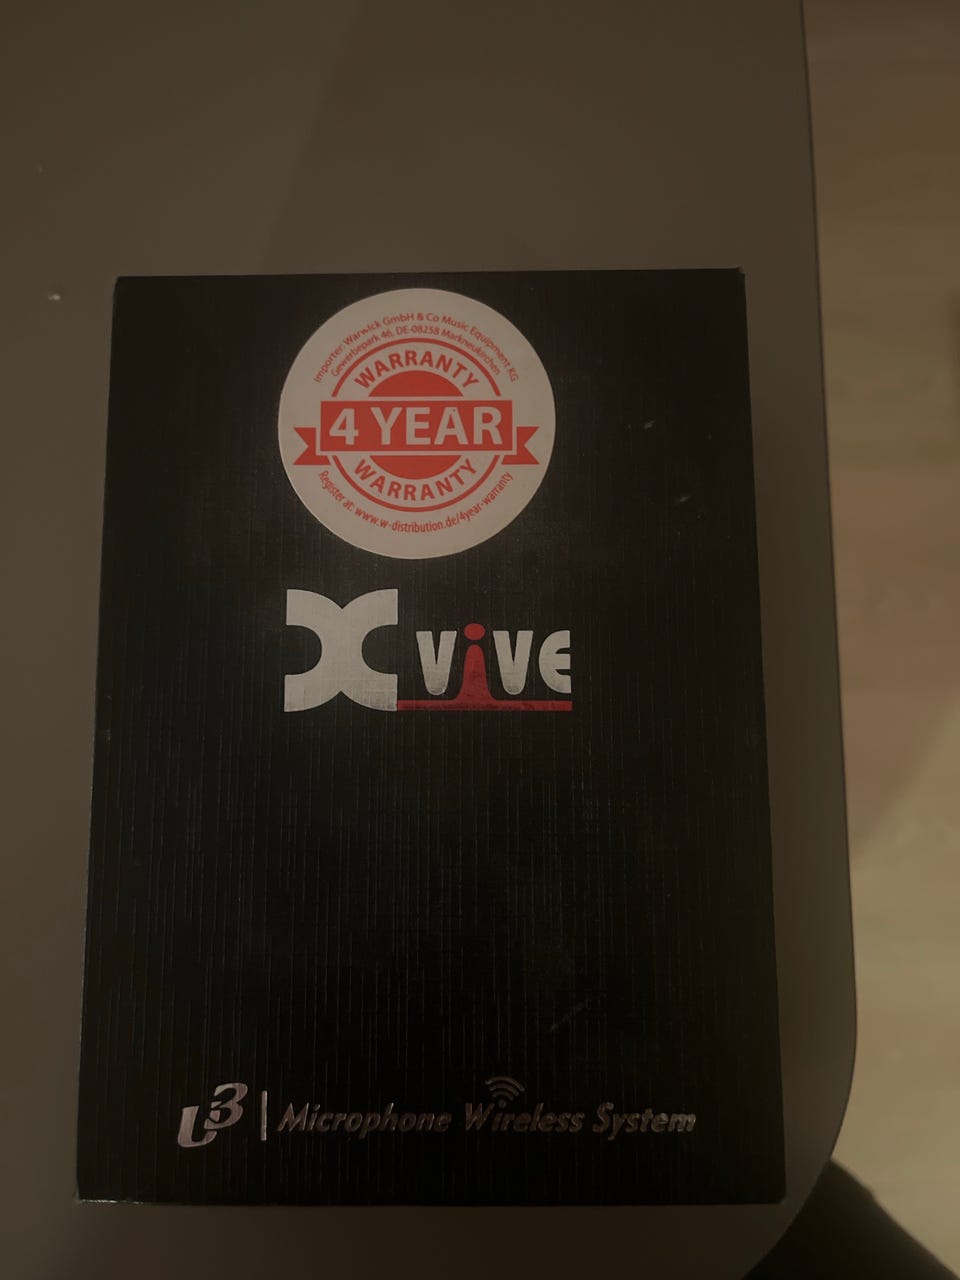 Importer: Warwick GmbH & Co Music Equipment KG
Gewerbepark 46, DE-08258 Markneukirchen
WARRANTY
4 YEAR
WARRANTY
Register at: www.w-distribution.de/4year-warranty
Xvive
U3 | Microphone Wireless System